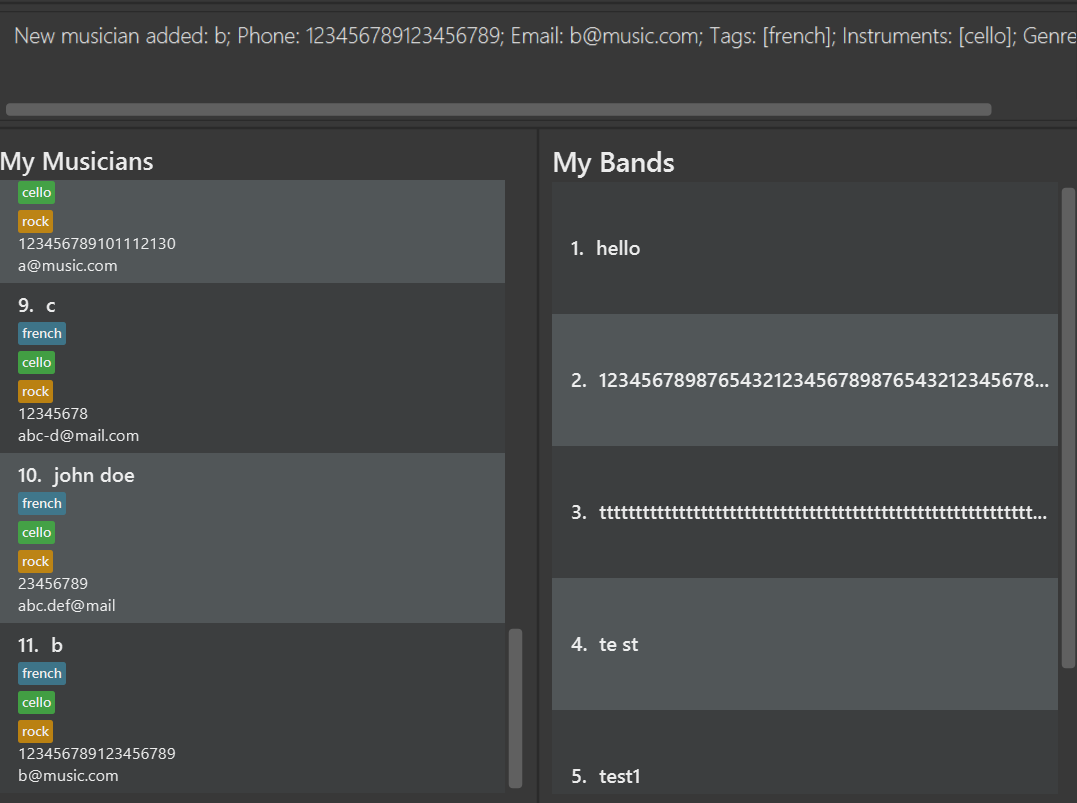 New musician added: b; Phone: 123456789123456789; Email: b@music.com; Tags: [french]; Instruments: [cello]; Genre
My Musicians
cello
rock
123456789101112130
a@music.com
9. c
french
cello
rock
12345678
abc-d@mail.com
10. john doe
french
cello
rock
23456789
abc.def@mail
11. b
french
cello
rock
123456789123456789
b@music.com
My Bands
1. hello
2. 1234567898765432123456789876543212345678...
4. te st
5. test1